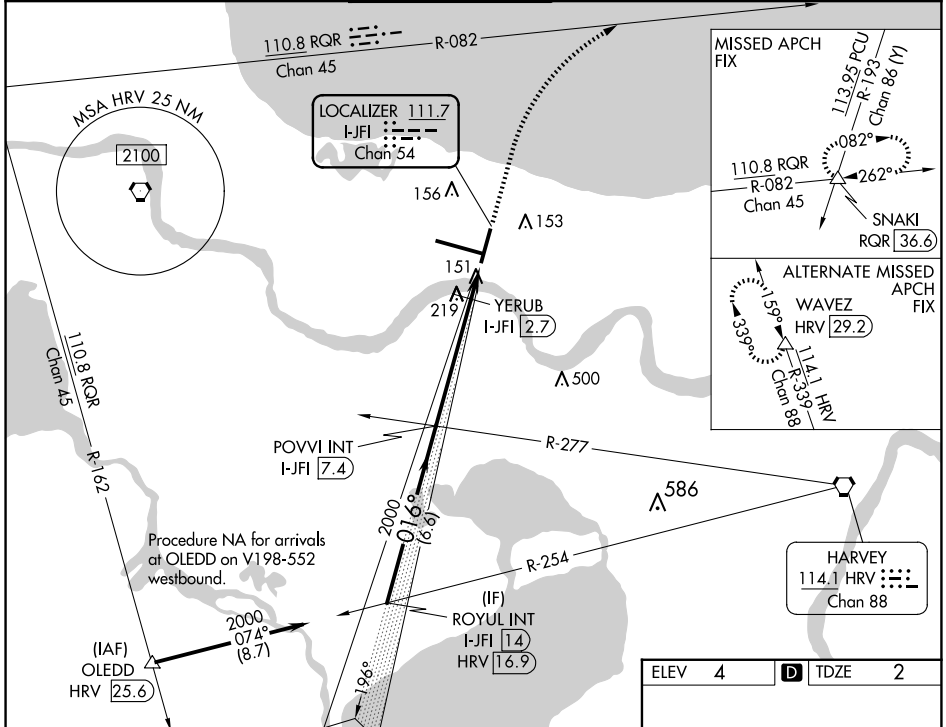 110.8 RQR
Chan 45
R-082
MSA HRV 25 NM
2100
LOCALIZER 111.7
I-JFI
Chan 54
156
153
151
219
YERUB
I-JFI 2.7
500
MISSED APCH
FIX
113.95 PCU
R-193
Chan 86 (Y)
082°
262°
110.8 RQR
R-082
Chan 45
SNAKI
RQR 36.6
ALTERNATE MISSED
APCH
FIX
WAVEZ
HRV 29.2
159°
339°
114.1 HRV
R-339
Chan 88
110.8 RQR
Chan 45
R-162
POVVI INT
I-JFI 7.4
R-277
2000
016°
(6.6)
586
R-254
HARVEY
114.1 HRV
Chan 88
Procedure NA for arrivals
at OLEDD on V198-552
westbound.
(IF)
ROYUL INT
I-JFI 14
HRV 16.9
2000
074°
(8.7)
(IAF)
OLEDD
HRV 25.6
196°
ELEV 4
D
TDZE 2